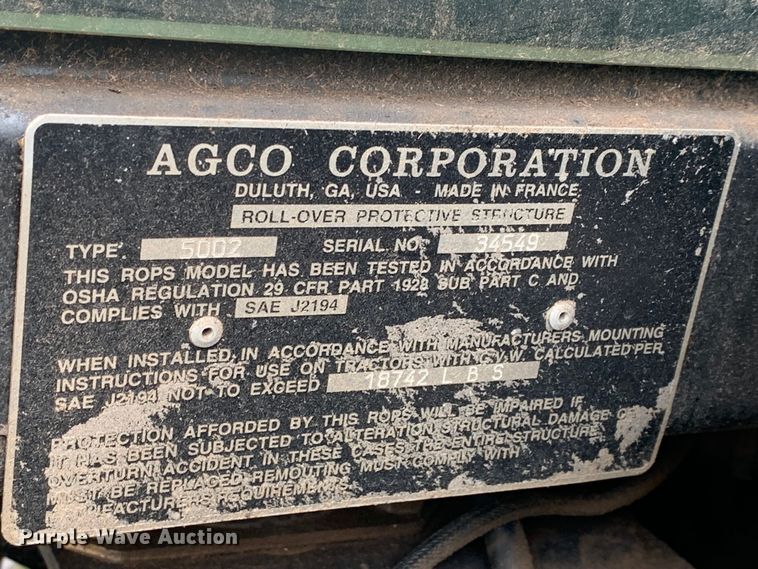 AGCO CORPORATION
DULUTH, GA, USA - MADE IN FRANCE
ROLL-OVER PROTECTIVE STRUCTURE
TYPE 5002 SERIAL NO 34549
THIS ROPS MODEL HAS BEEN TESTED IN ACCORDANCE WITH
OSHA REGULATION 29 CFR PART 1928 SUB PART C AND
COMPLIES WITH SAE J2194
WHEN INSTALLED, IN ACCORDANCE WITH MANUFACTURERS MOUNTING
INSTRUCTIONS FOR USE ON TRACTORS WITH G.V.W. CALCULATED PER
SAE J2194 NOT TO EXCEED 18742 LBS
PROTECTION AFFORDED BY THIS ROPS WILL BE IMPAIRED IF
IT HAS BEEN SUBJECTED TO ALTERATION STRUCTURAL DAMAGE OR
OVERTURN ACCIDENT IN THESE CASES THE ENTIRE STRUCTURE
MUST BE REPLACED REMOUTING MUST COMPLY WITH
MANUFACTURERS REQUIREMENTS
Purple Wave Auction